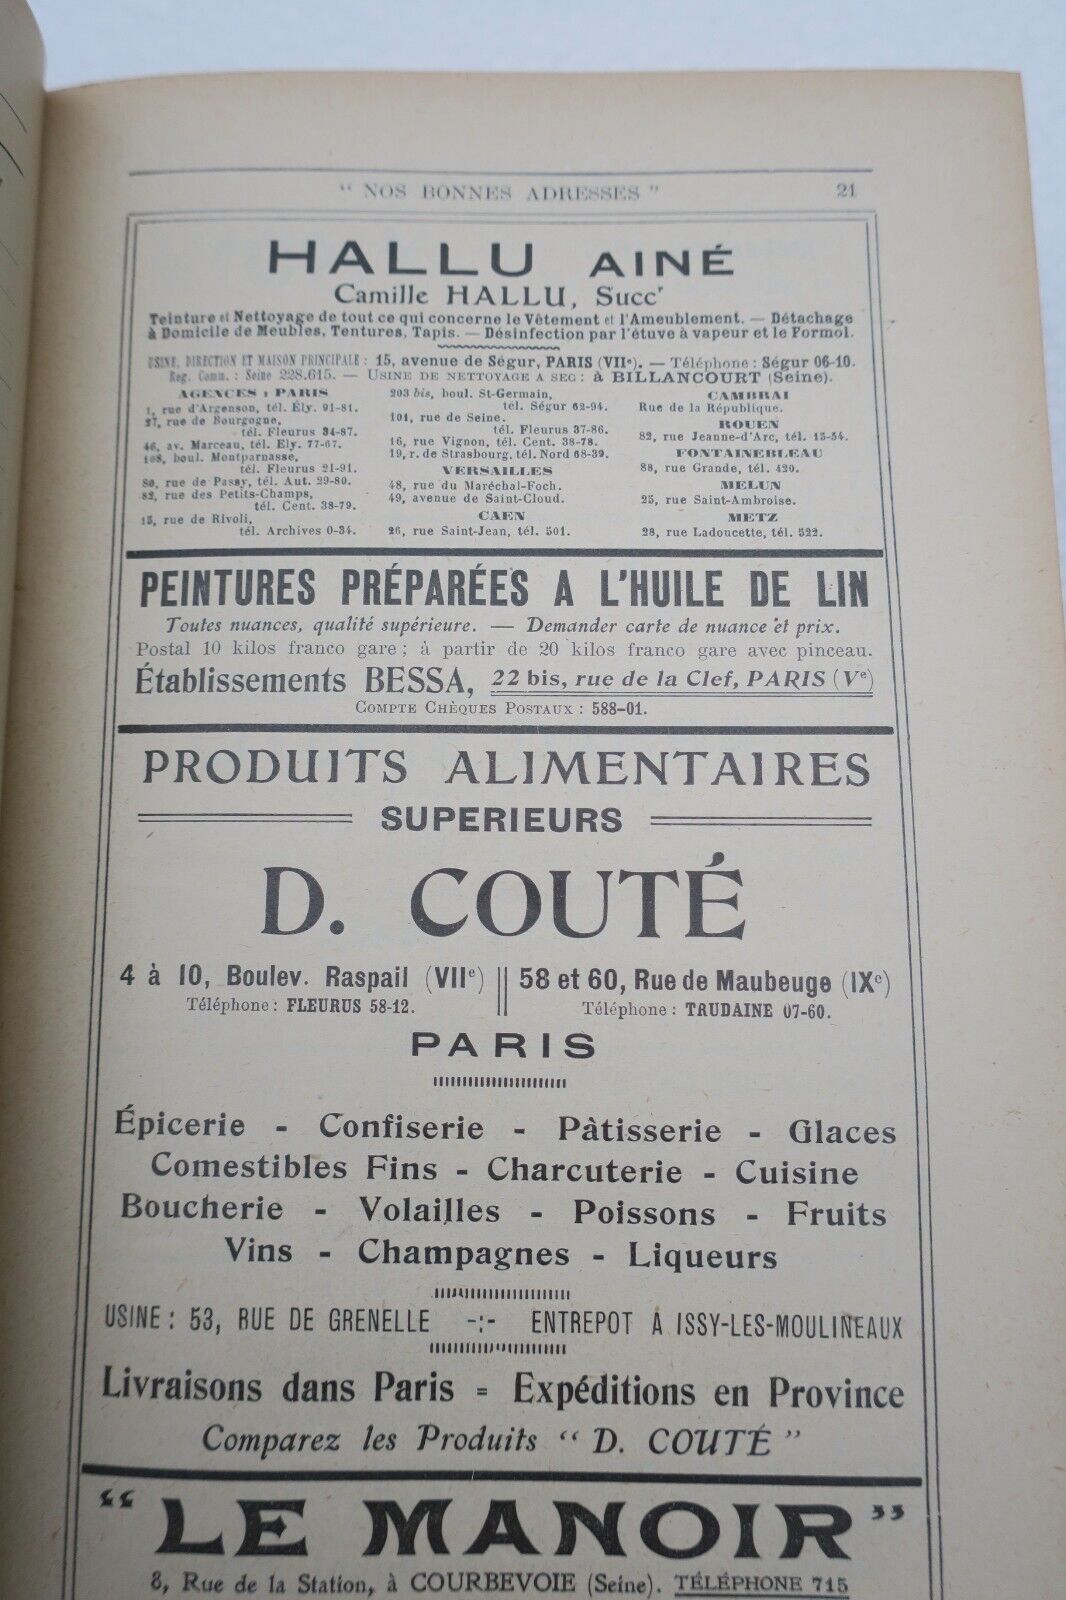 “ NOS BONNES ADRESSES ” 21
HALLU AINÉ
Camille HALLU, Succʳ
Teinture et Nettoyage de tout ce qui concerne le Vêtement et l'Ameublement. — Détachage
à Domicile de Meubles, Tentures, Tapis. — Désinfection par l'étuve à vapeur et le Formol.
USINE, DIRECTION ET MAISON PRINCIPALE : 15, avenue de Ségur, PARIS (VIIᵉ). — Téléphone : Ségur 06-10.
Reg. Comm. : Seine 228.615. — USINE DE NETTOYAGE A SEC : à BILLANCOURT (Seine).
AGENCES : PARIS
1, rue d'Argenson, tél. Ély. 91-81.
27, rue de Bourgogne,
tél. Fleurus 34-87.
46, av. Marceau, tél. Ely. 77-67.
168, boul. Montparnasse,
tél. Fleurus 21-91.
80, rue de Passy, tél. Aut. 29-80.
82, rue des Petits-Champs,
tél. Cent. 38-79.
15, rue de Rivoli,
tél. Archives 0-34.
203 bis, boul. St-Germain,
tél. Ségur 62-94.
101, rue de Seine.
tél. Fleurus 37-86.
16, rue Vignon, tél. Cent. 38-78.
19, r. de Strasbourg, tél. Nord 68-39.
VERSAILLES
48, rue du Maréchal-Foch.
49, avenue de Saint-Cloud.
CAEN
26, rue Saint-Jean, tél. 501.
CAMBRAI
Rue de la République.
ROUEN
82, rue Jeanne-d'Arc, tél. 15-54.
FONTAINEBLEAU
88, rue Grande, tél. 420.
MELUN
25, rue Saint-Ambroise.
METZ
28, rue Ladoucette, tél. 522.
PEINTURES PRÉPARÉES A L'HUILE DE LIN
Toutes nuances, qualité supérieure. — Demander carte de nuance et prix.
Postal 10 kilos franco gare ; à partir de 20 kilos franco gare avec pinceau.
Établissements BESSA, 22 bis, rue de la Clef, PARIS (Vᵉ)
COMPTE CHÈQUES POSTAUX : 588-01.
PRODUITS ALIMENTAIRES
SUPERIEURS
D. COUTÉ
4 à 10, Boulev. Raspail (VIIᵉ)
Téléphone : FLEURUS 58-12.
58 et 60, Rue de Maubeuge (IXᵉ)
Téléphone : TRUDAINE 07-60.
PARIS
Épicerie - Confiserie - Pâtisserie - Glaces
Comestibles Fins - Charcuterie - Cuisine
Boucherie - Volailles - Poissons - Fruits
Vins - Champagnes - Liqueurs
USINE : 53, RUE DE GRENELLE -:- ENTREPOT A ISSY-LES-MOULINEAUX
Livraisons dans Paris = Expéditions en Province
Comparez les Produits “ D. COUTÉ ”
“LE MANOIR”
8, Rue de la Station, à COURBEVOIE (Seine). TÉLÉPHONE 715